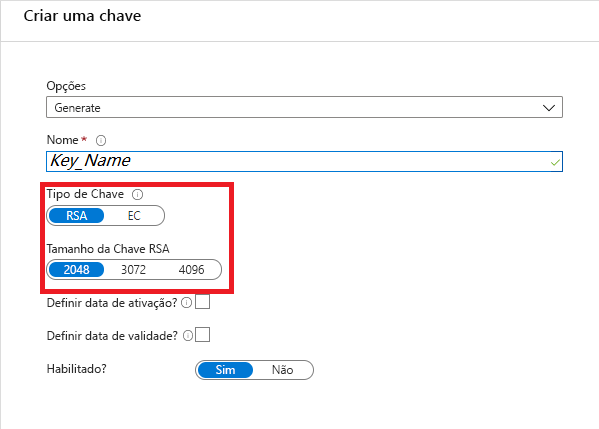 Criar uma chave
Opções
Generate
Nome *
Key_Name
Tipo de Chave
RSA EC
Tamanho da Chave RSA
2048 3072 4096
Definir data de ativação?
Definir data de validade?
Habilitado? Sim Não